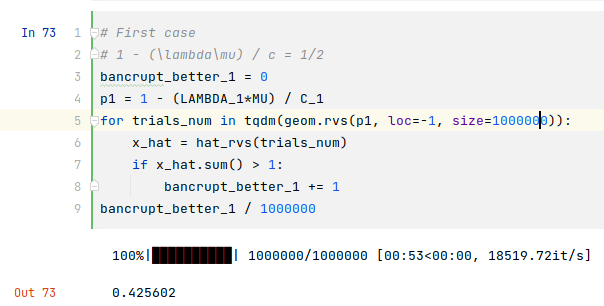 In 73
1 # First case
2 # 1 - (\lambda\mu) / c = 1/2
3 bancrupt_better_1 = 0
4 p1 = 1 - (LAMBDA_1*MU) / C_1
5 for trials_num in tqdm(geom.rvs(p1, loc=-1, size=1000000)):
6     x_hat = hat_rvs(trials_num)
7     if x_hat.sum() > 1:
8         bancrupt_better_1 += 1
9 bancrupt_better_1 / 1000000
100%|██████████| 1000000/1000000 [00:53<00:00, 18519.72it/s]
Out 73 0.425602